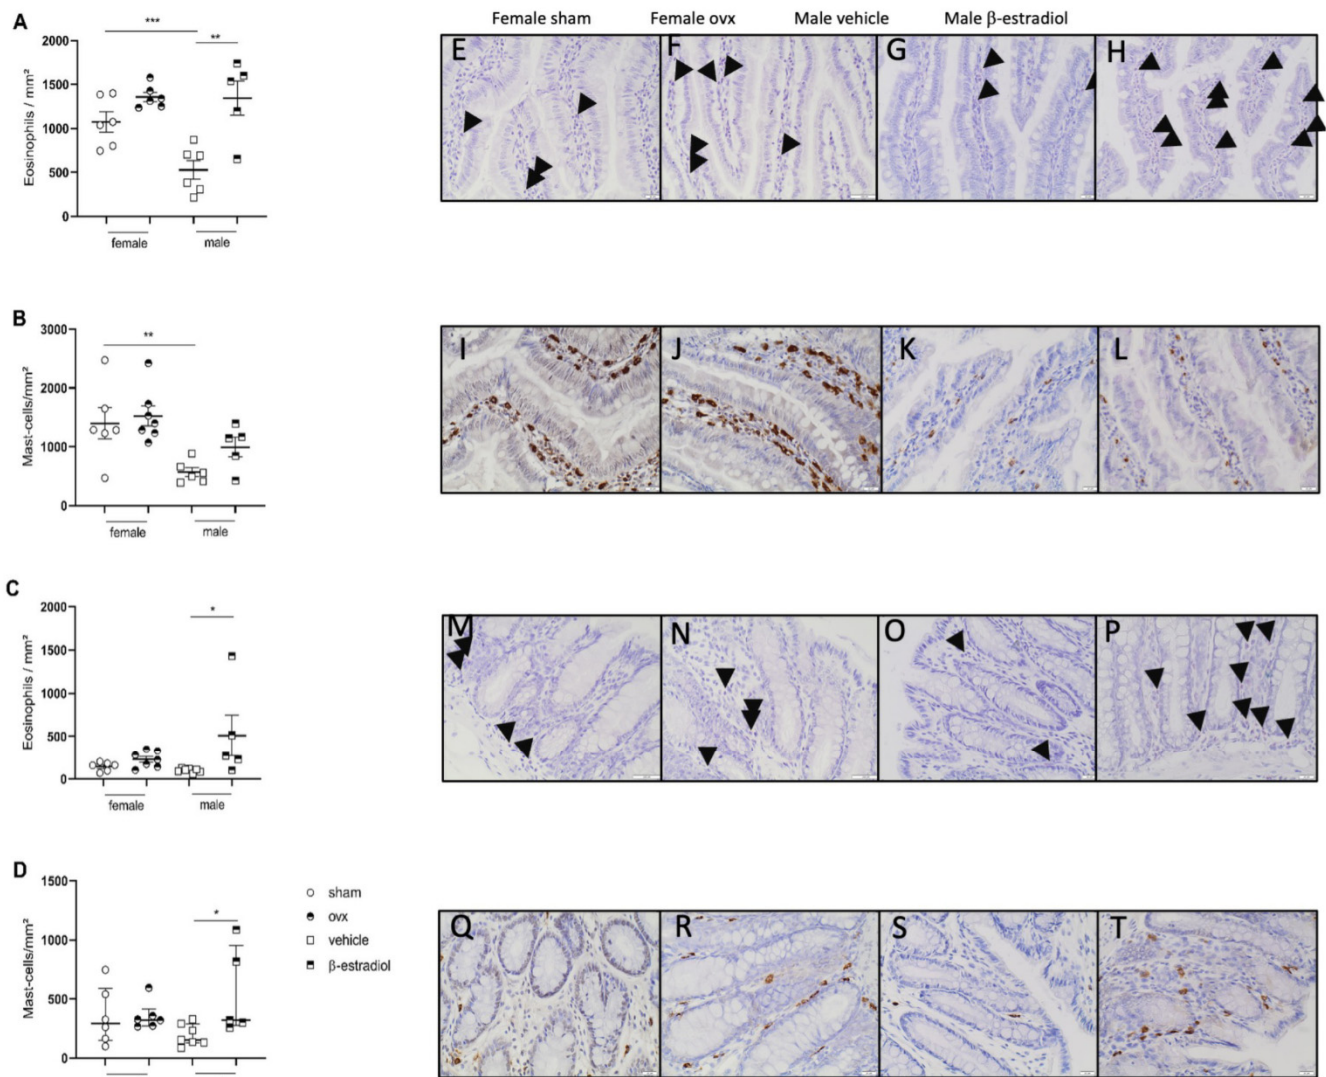 Female sham Female ovx Male vehicle Male β-estradiol
A
***
**
Eosinophils / mm²
2000
1500
1000
500
0
female male
E F G H
B
**
Mast-cells/mm²
3000
2000
1000
0
female male
I J K L
C
*
Eosinophils / mm²
2000
1500
1000
500
0
female male
M N O P
D
*
Mast-cells/mm²
1500
1000
500
0
sham
ovx
vehicle
β-estradiol
Q R S T